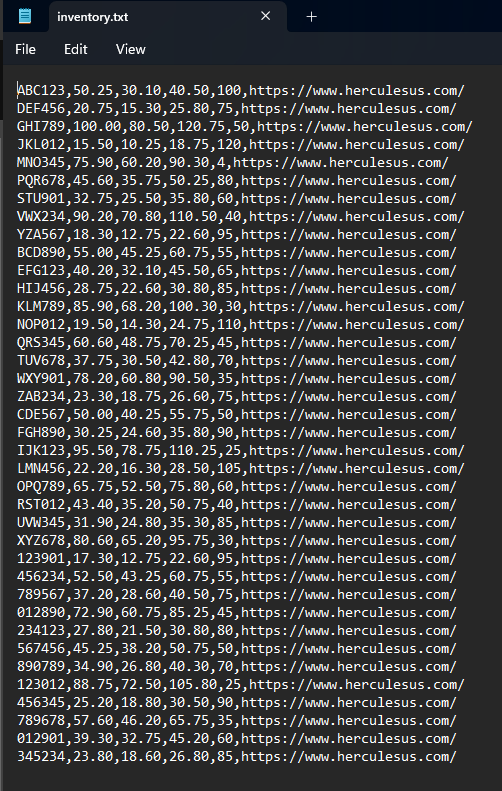 inventory.txt
File Edit View
ABC123,50.25,30.10,40.50,100,https://www.herculesus.com/
DEF456,20.75,15.30,25.80,75,https://www.herculesus.com/
GHI789,100.00,80.50,120.75,50,https://www.herculesus.com/
JKL012,15.50,10.25,18.75,120,https://www.herculesus.com/
MNO345,75.90,60.20,90.30,4,https://www.herculesus.com/
PQR678,45.60,35.75,50.25,80,https://www.herculesus.com/
STU901,32.75,25.50,35.80,60,https://www.herculesus.com/
VWX234,90.20,70.80,110.50,40,https://www.herculesus.com/
YZA567,18.30,12.75,22.60,95,https://www.herculesus.com/
BCD890,55.00,45.25,60.75,55,https://www.herculesus.com/
EFG123,40.20,32.10,45.50,65,https://www.herculesus.com/
HIJ456,28.75,22.60,30.80,85,https://www.herculesus.com/
KLM789,85.90,68.20,100.30,30,https://www.herculesus.com/
NOP012,19.50,14.30,24.75,110,https://www.herculesus.com/
QRS345,60.60,48.75,70.25,45,https://www.herculesus.com/
TUV678,37.75,30.50,42.80,70,https://www.herculesus.com/
WXY901,78.20,60.80,90.50,35,https://www.herculesus.com/
ZAB234,23.30,18.75,26.60,75,https://www.herculesus.com/
CDE567,50.00,40.25,55.75,50,https://www.herculesus.com/
FGH890,30.25,24.60,35.80,90,https://www.herculesus.com/
IJK123,95.50,78.75,110.25,25,https://www.herculesus.com/
LMN456,22.20,16.30,28.50,105,https://www.herculesus.com/
OPQ789,65.75,52.50,75.80,60,https://www.herculesus.com/
RST012,43.40,35.20,50.75,40,https://www.herculesus.com/
UVW345,31.90,24.80,35.30,85,https://www.herculesus.com/
XYZ678,80.60,65.20,95.75,30,https://www.herculesus.com/
123901,17.30,12.75,22.60,95,https://www.herculesus.com/
456234,52.50,43.25,60.75,55,https://www.herculesus.com/
789567,37.20,28.60,40.50,75,https://www.herculesus.com/
012890,72.90,60.75,85.25,45,https://www.herculesus.com/
234123,27.80,21.50,30.80,80,https://www.herculesus.com/
567456,45.25,38.20,50.75,50,https://www.herculesus.com/
890789,34.90,26.80,40.30,70,https://www.herculesus.com/
123012,88.75,72.50,105.80,25,https://www.herculesus.com/
456345,25.20,18.80,30.50,90,https://www.herculesus.com/
789678,57.60,46.20,65.75,35,https://www.herculesus.com/
012901,39.30,32.75,45.20,60,https://www.herculesus.com/
345234,23.80,18.60,26.80,85,https://www.herculesus.com/